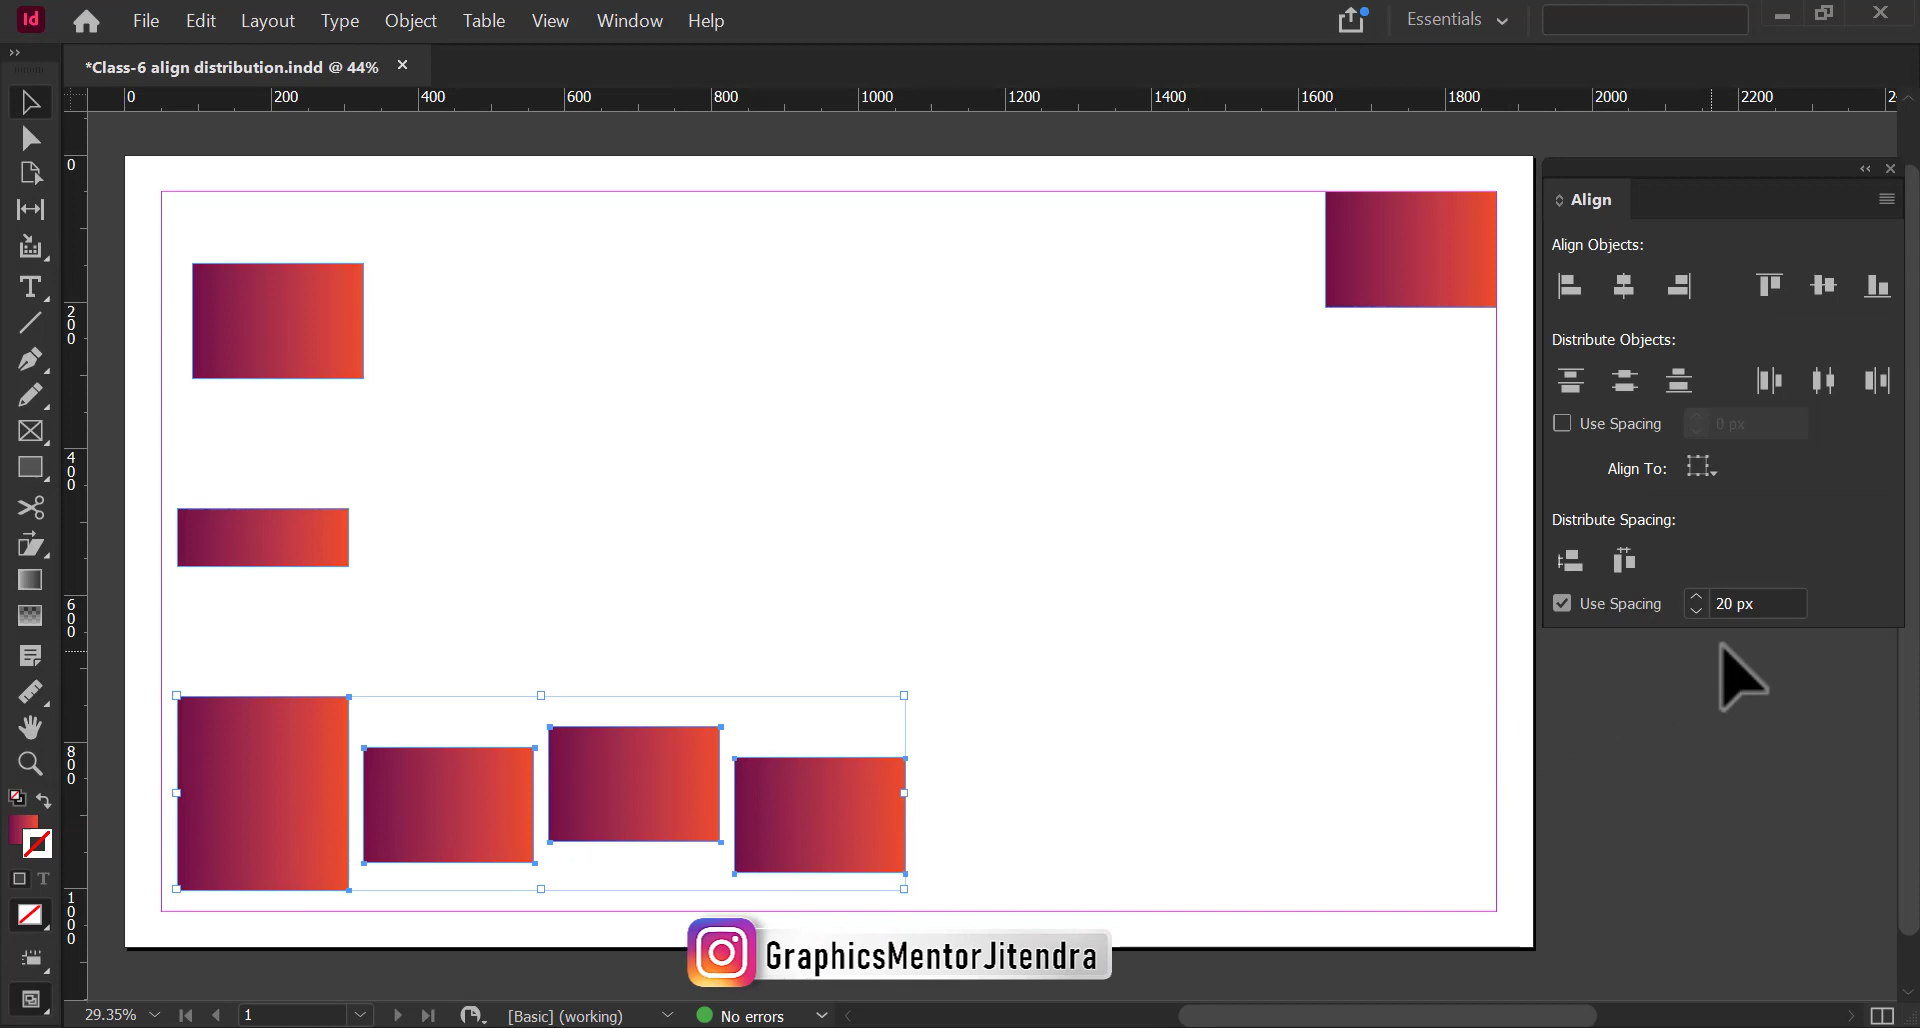 Id
File Edit Layout Type Object Table View Window Help
Essentials
*Class-6 align distribution.indd @ 44%
0 200 400 600 800 1000 1200 1400 1600 1800 2000 2200 2
0
200
400
600
800
1000
Align
Align Objects:
Distribute Objects:
Use Spacing 0 px
Align To:
Distribute Spacing:
Use Spacing 20 px
T
T
GraphicsMentorJitendra
29.35% 1 [Basic] (working) No errors